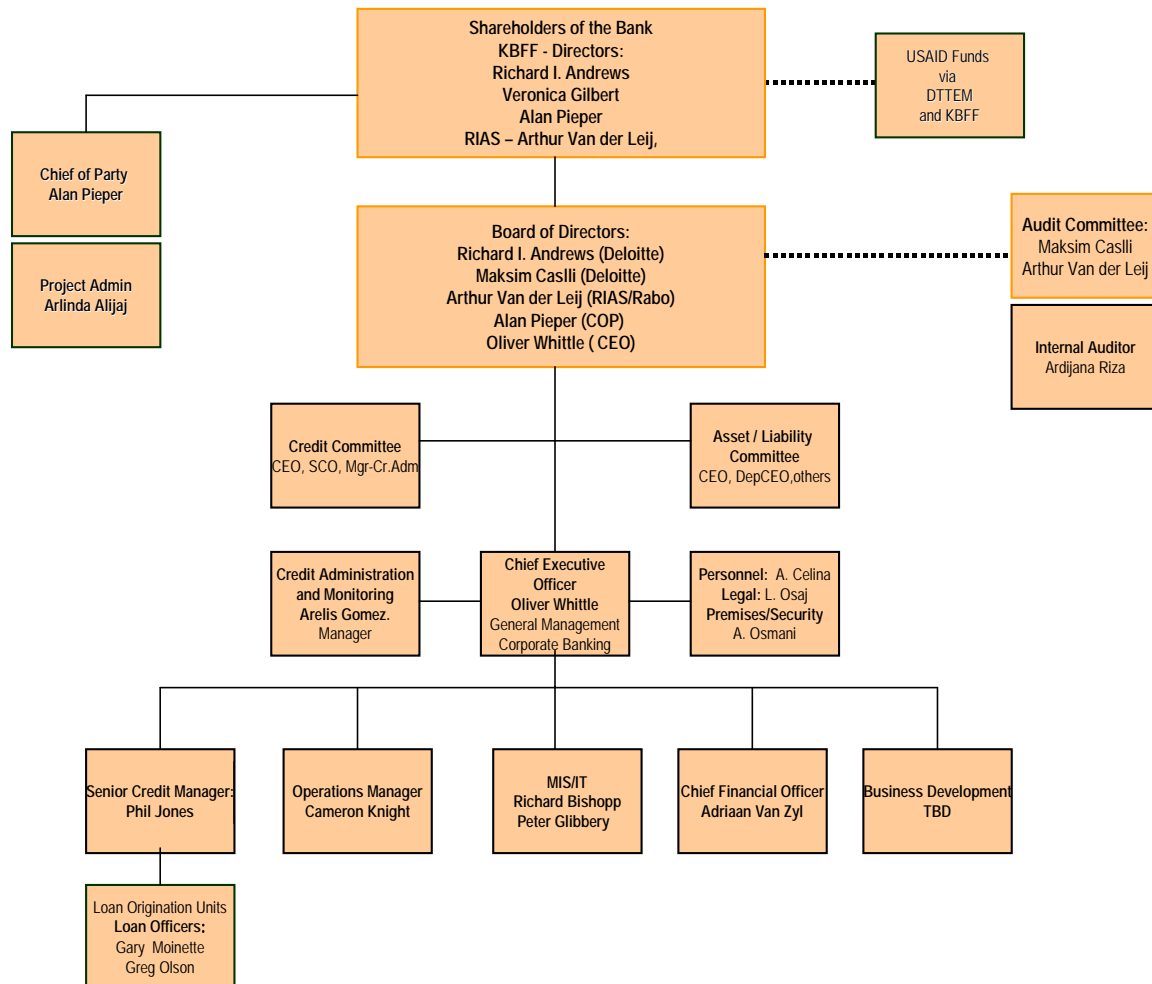 Shareholders of the Bank
KBFF - Directors:
Richard I. Andrews
Veronica Gilbert
Alan Pieper
RIAS – Arthur Van der Leij,
USAID Funds
via
DTTEM
and KBFF
Chief of Party
Alan Pieper
Project Admin
Arlinda Alijaj
Board of Directors:
Richard I. Andrews (Deloitte)
Maksim Caslli (Deloitte)
Arthur Van der Leij (RIAS/Rabo)
Alan Pieper (COP)
Oliver Whittle ( CEO)
Audit Committee:
Maksim Caslli
Arthur Van der Leij
Internal Auditor
Ardijana Riza
Credit Committee
CEO, SCO, Mgr-Cr.Adm
Asset / Liability
Committee
CEO, DepCEO,others
Credit Administration
and Monitoring
Arelis Gomez.
Manager
Chief Executive
Officer
Oliver Whittle
General Management
Corporate Banking
Personnel: A. Celina
Legal: L. Osaj
Premises/Security
A. Osmani
Senior Credit Manager:
Phil Jones
Operations Manager
Cameron Knight
MIS/IT
Richard Bishopp
Peter Glibbery
Chief Financial Officer
Adriaan Van Zyl
Business Development
TBD
Loan Origination Units
Loan Officers:
Gary Moinette
Greg Olson